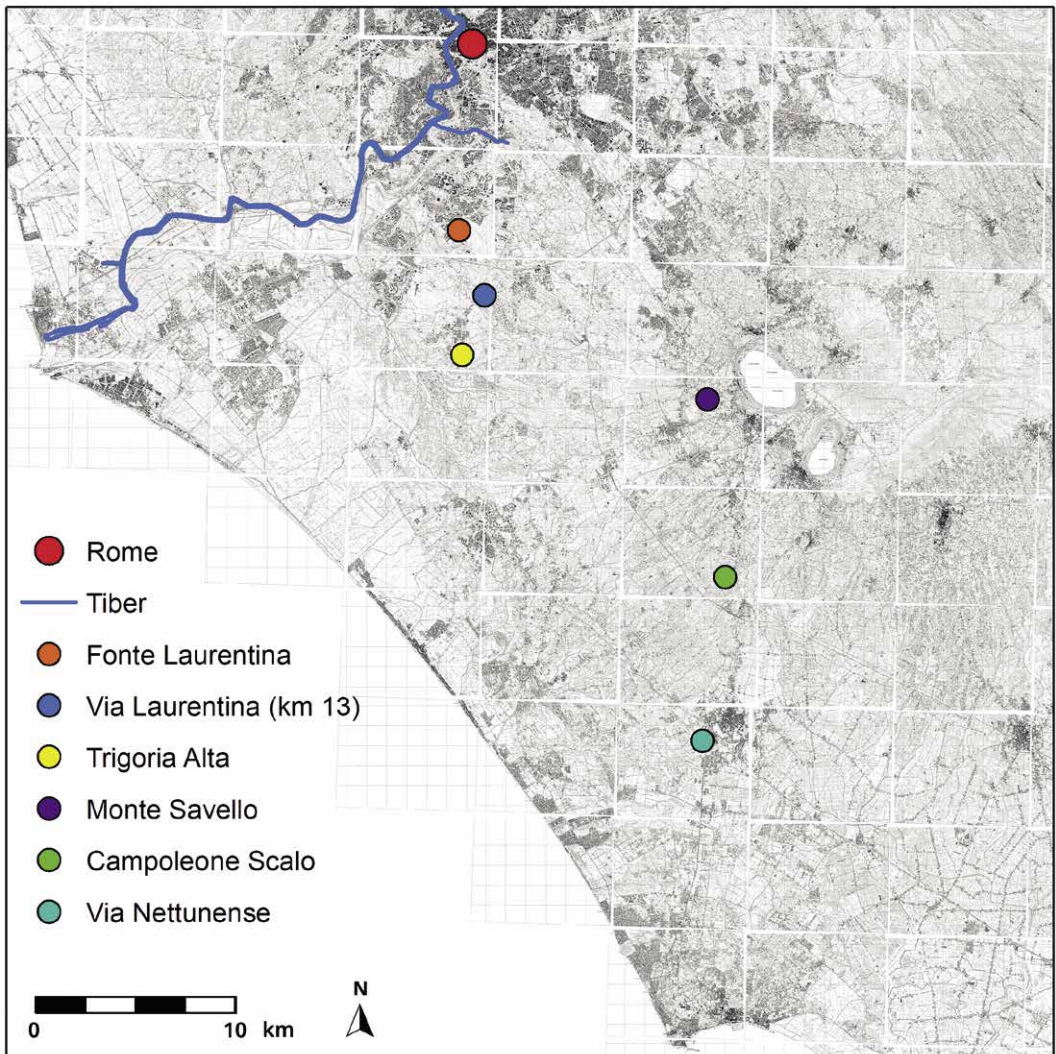 Rome
Tiber
Fonte Laurentina
Via Laurentina (km 13)
Trigoria Alta
Monte Savello
Campoleone Scalo
Via Nettunense
N
0 10 km